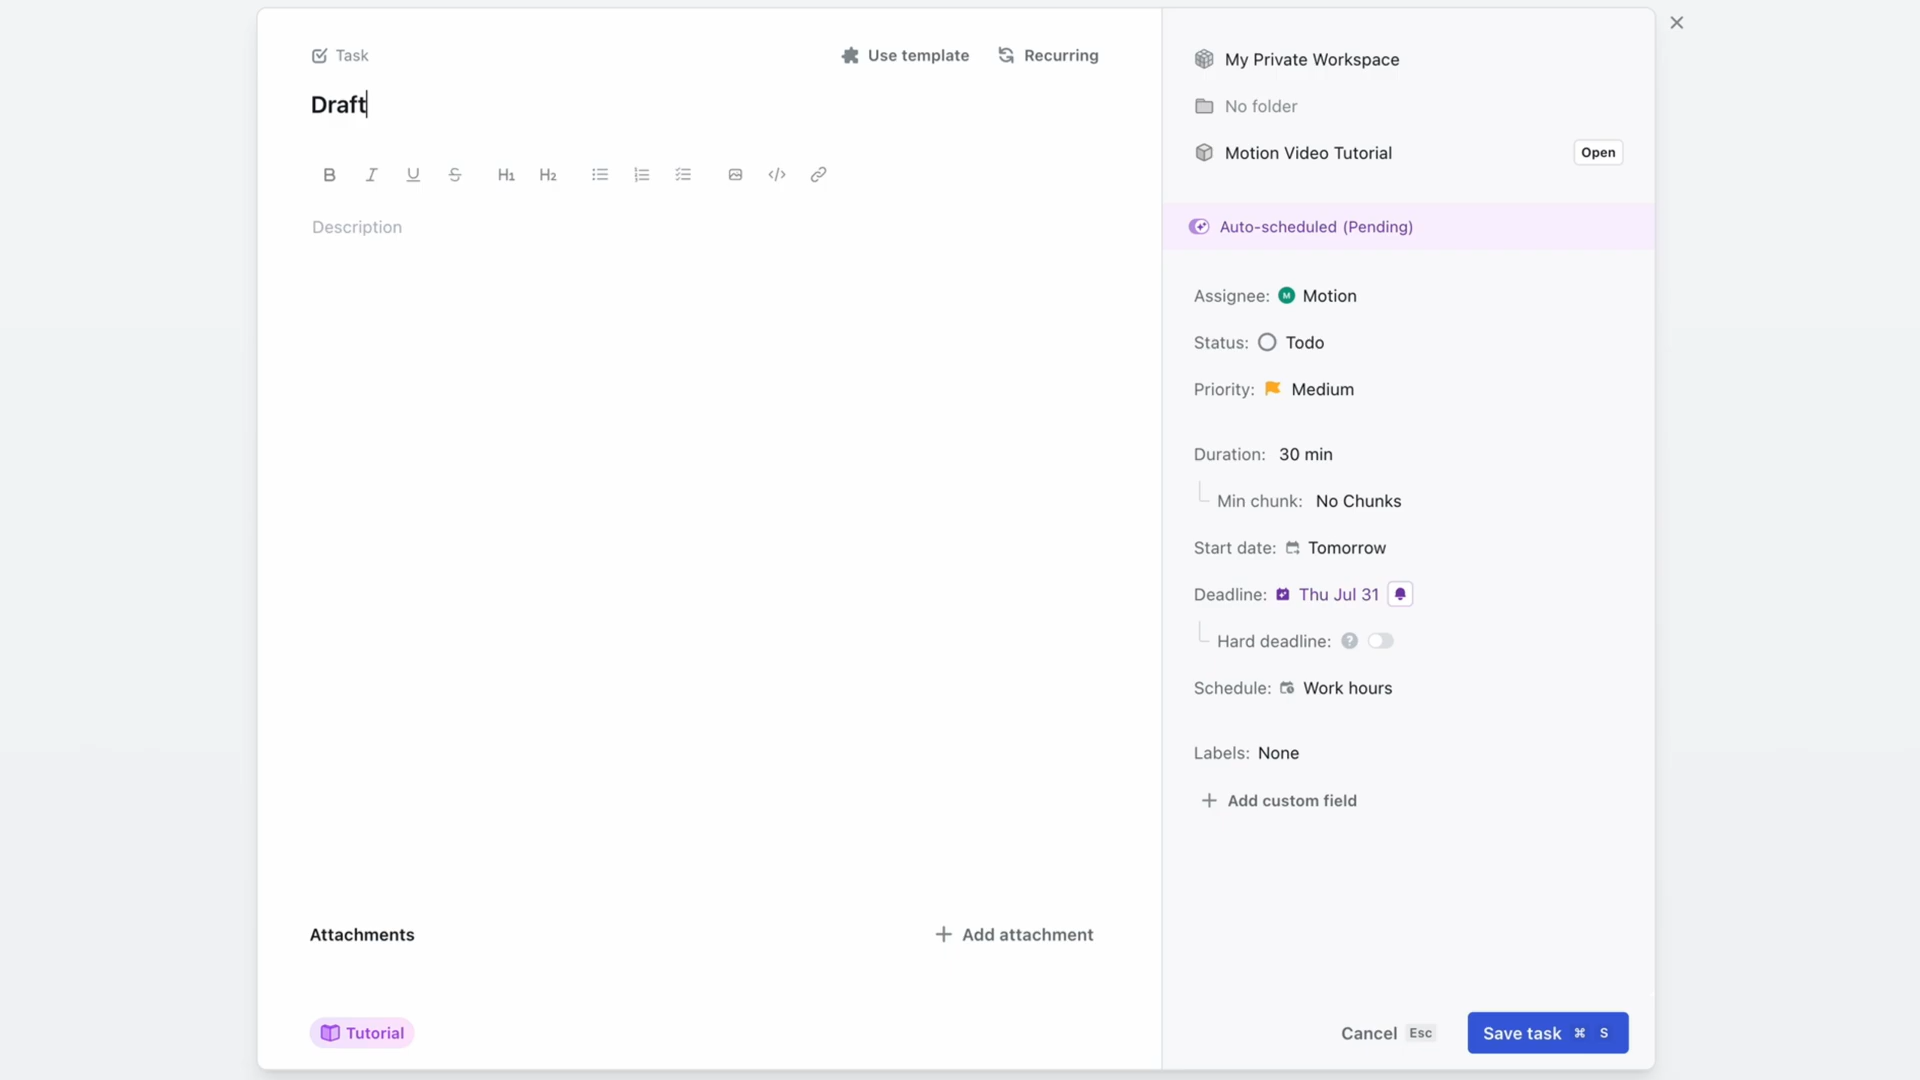 Task
Use template
Recurring
Draft
B I U S H1 H2
Description
Attachments
Add attachment
Tutorial
My Private Workspace
No folder
Motion Video Tutorial
Open
Auto-scheduled (Pending)
Assignee: M Motion
Status: Todo
Priority: Medium
Duration: 30 min
Min chunk: No Chunks
Start date: Tomorrow
Deadline: Thu Jul 31
Hard deadline: ?
Schedule: Work hours
Labels: None
Add custom field
Cancel Esc
Save task ⌘ S